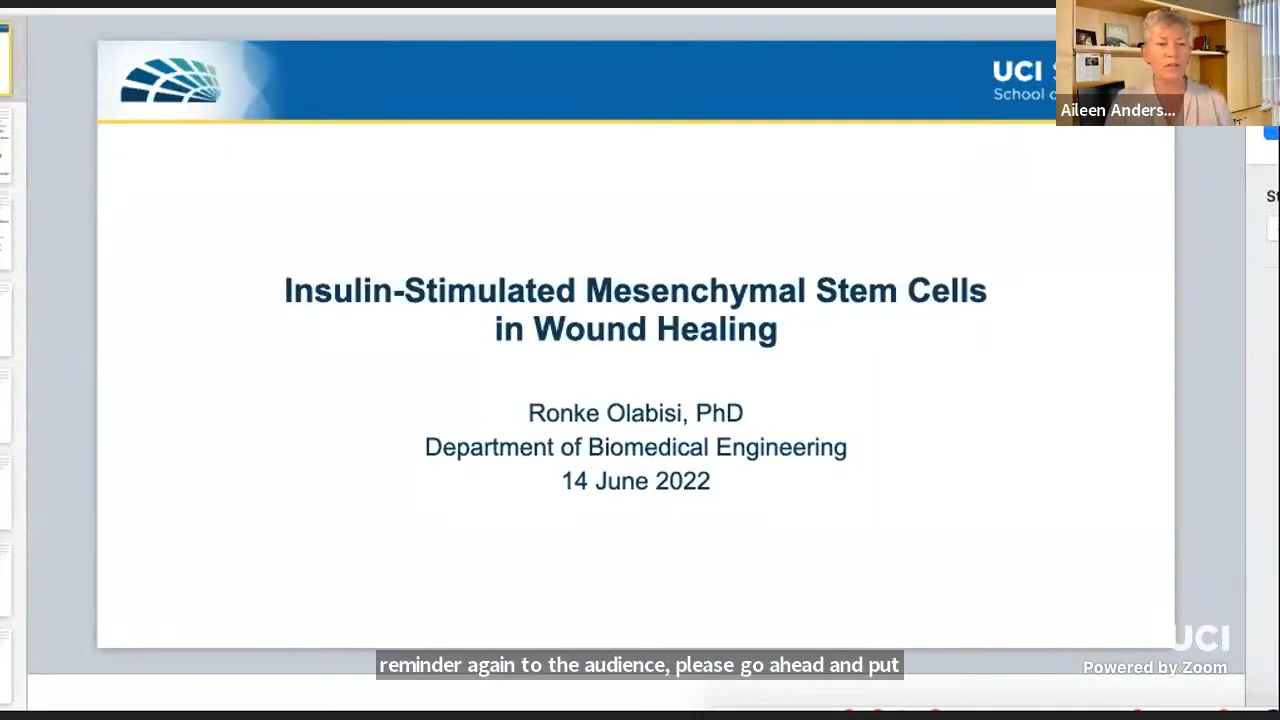 UCI
School
Aileen Anders...
Insulin-Stimulated Mesenchymal Stem Cells
in Wound Healing
Ronke Olabisi, PhD
Department of Biomedical Engineering
14 June 2022
UCI
reminder again to the audience, please go ahead and put
Powered by Zoom